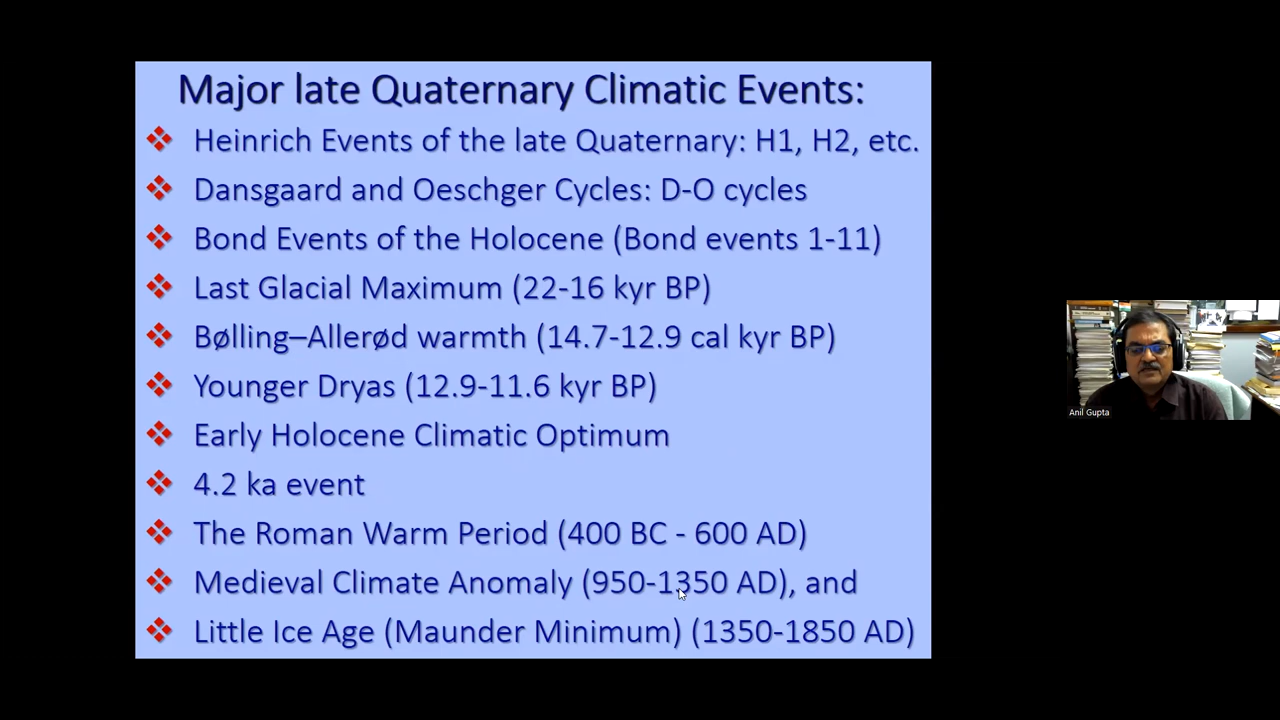 Major late Quaternary Climatic Events:
❖ Heinrich Events of the late Quaternary: H1, H2, etc.
❖ Dansgaard and Oeschger Cycles: D-O cycles
❖ Bond Events of the Holocene (Bond events 1-11)
❖ Last Glacial Maximum (22-16 kyr BP)
❖ Bølling–Allerød warmth (14.7-12.9 cal kyr BP)
❖ Younger Dryas (12.9-11.6 kyr BP)
❖ Early Holocene Climatic Optimum
❖ 4.2 ka event
❖ The Roman Warm Period (400 BC - 600 AD)
❖ Medieval Climate Anomaly (950-1350 AD), and
❖ Little Ice Age (Maunder Minimum) (1350-1850 AD)
Anil Gupta